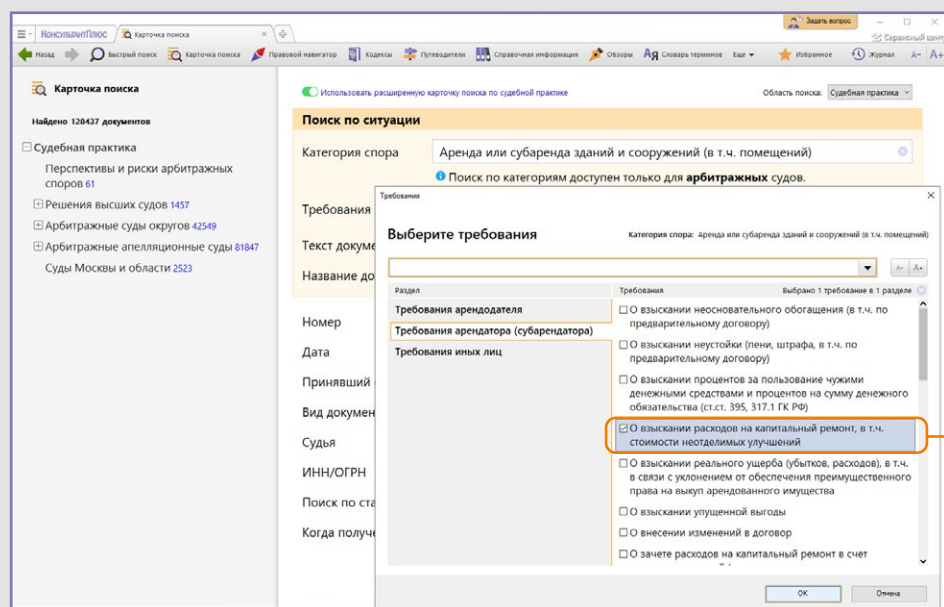 Задать вопрос
КонсультантПлюс
Карточка поиска
Сервисный центр
Назад
Быстрый поиск
Карточка поиска
Правовой навигатор
Кодексы
Путеводители
Справочная информация
Обзоры
Словарь терминов
Еще
Избранное
Журнал
А-
А+
Карточка поиска
Найдено 128437 документов
Судебная практика
Перспективы и риски арбитражных
споров 61
Решения высших судов 1457
Арбитражные суды округов 42549
Арбитражные апелляционные суды 81847
Суды Москвы и области 2523
Использовать расширенную карточку поиска по судебной практике
Область поиска: Судебная практика
Поиск по ситуации
Категория спора
Аренда или субаренда зданий и сооружений (в т.ч. помещений)
Поиск по категориям доступен только для арбитражных судов.
Требования
Текст докуме
Название до
Номер
Дата
Принявший
Вид докумен
Судья
ИНН/ОГРН
Поиск по ста
Когда получе
Требования
Выберите требования
Категория спора: Аренда или субаренда зданий и сооружений (в т.ч. помещений)
А-
А+
Раздел
Требования арендодателя
Требования арендатора (субарендатора)
Требования иных лиц
Требования
Выбрано 1 требование в 1 разделе
О взыскании неосновательного обогащения (в т.ч. по
предварительному договору)
О взыскании неустойки (пени, штрафа, в т.ч. по
предварительному договору)
О взыскании процентов за пользование чужими
денежными средствами и процентов на сумму денежного
обязательства (ст.ст. 395, 317.1 ГК РФ)
О взыскании расходов на капитальный ремонт, в т.ч.
стоимости неотделимых улучшений
О взыскании реального ущерба (убытков, расходов), в т.ч.
в связи с уклонением от обеспечения преимущественного
права на выкуп арендованного имущества
О взыскании упущенной выгоды
О внесении изменений в договор
О зачете расходов на капитальный ремонт в счет
ОК
Отмена